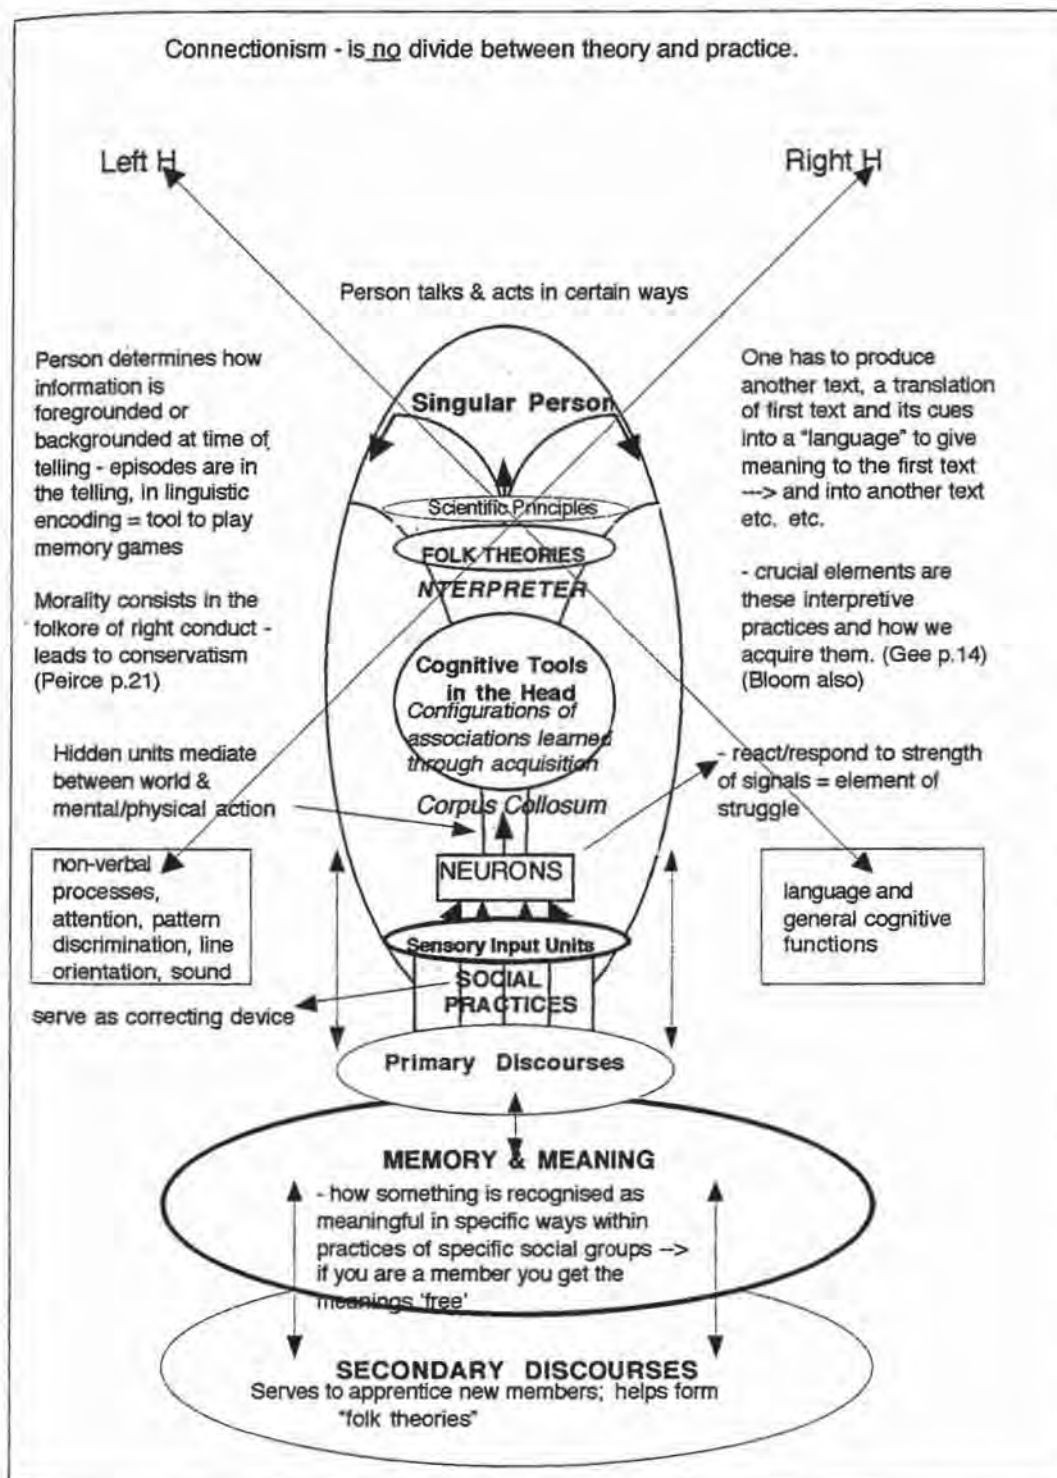 Connectionism - is no divide between theory and practice.
Left H
Right H
Person talks & acts in certain ways
Person determines how
information is
foregrounded or
backgrounded at time of
telling - episodes are in
the telling, in linguistic
encoding = tool to play
memory games
Morality consists in the
folkore of right conduct -
leads to conservatism
(Peirce p.21)
Hidden units mediate
between world &
mental/physical action
non-verbal
processes,
attention, pattern
discrimination, line
orientation, sound
serve as correcting device
Singular Person
Scientific Principles
FOLK THEORIES
NTERPRETER
Cognitive Tools
in the Head
Configurations of
associations learned
through acquisition
Corpus Collosum
NEURONS
Sensory Input Units
SOCIAL
PRACTICES
Primary Discourses
One has to produce
another text, a translation
of first text and its cues
into a "language" to give
meaning to the first text
---> and into another text
etc. etc.
- crucial elements are
these interpretive
practices and how we
acquire them. (Gee p.14)
(Bloom also)
- react/respond to strength
of signals = element of
struggle
language and
general cognitive
functions
MEMORY & MEANING
- how something is recognised as
meaningful in specific ways within
practices of specific social groups -->
if you are a member you get the
meanings 'free'
SECONDARY DISCOURSES
Serves to apprentice new members; helps form
"folk theories"